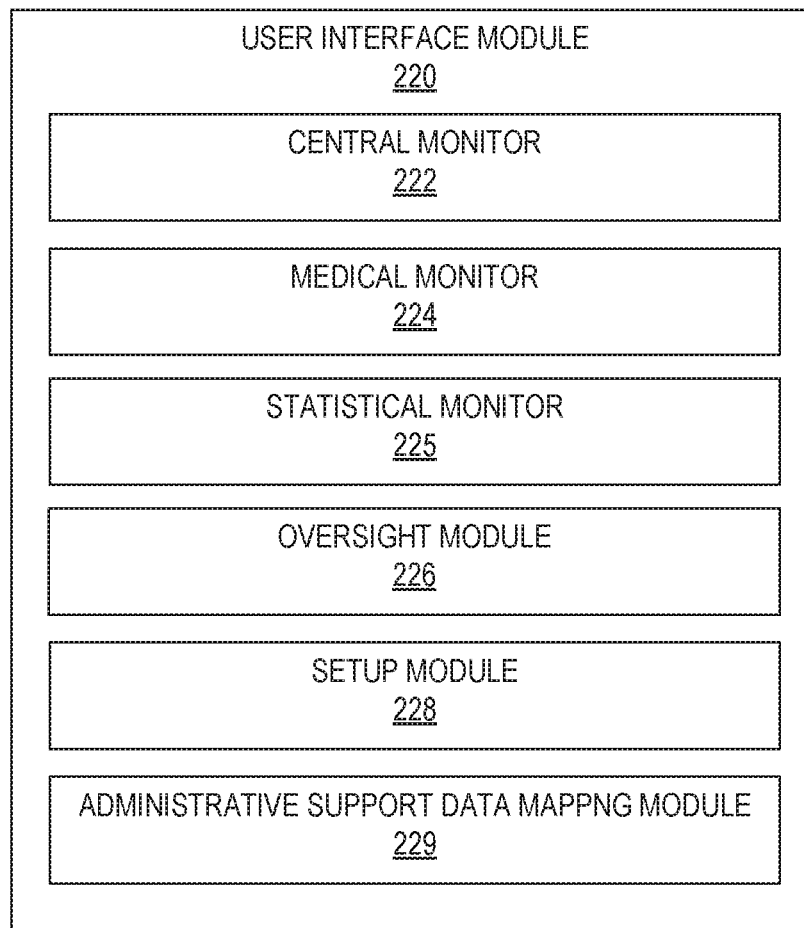 USER INTERFACE MODULE
220
CENTRAL MONITOR
222
MEDICAL MONITOR
224
STATISTICAL MONITOR
225
OVERSIGHT MODULE
226
SETUP MODULE
228
ADMINISTRATIVE SUPPORT DATA MAPPNG MODULE
229